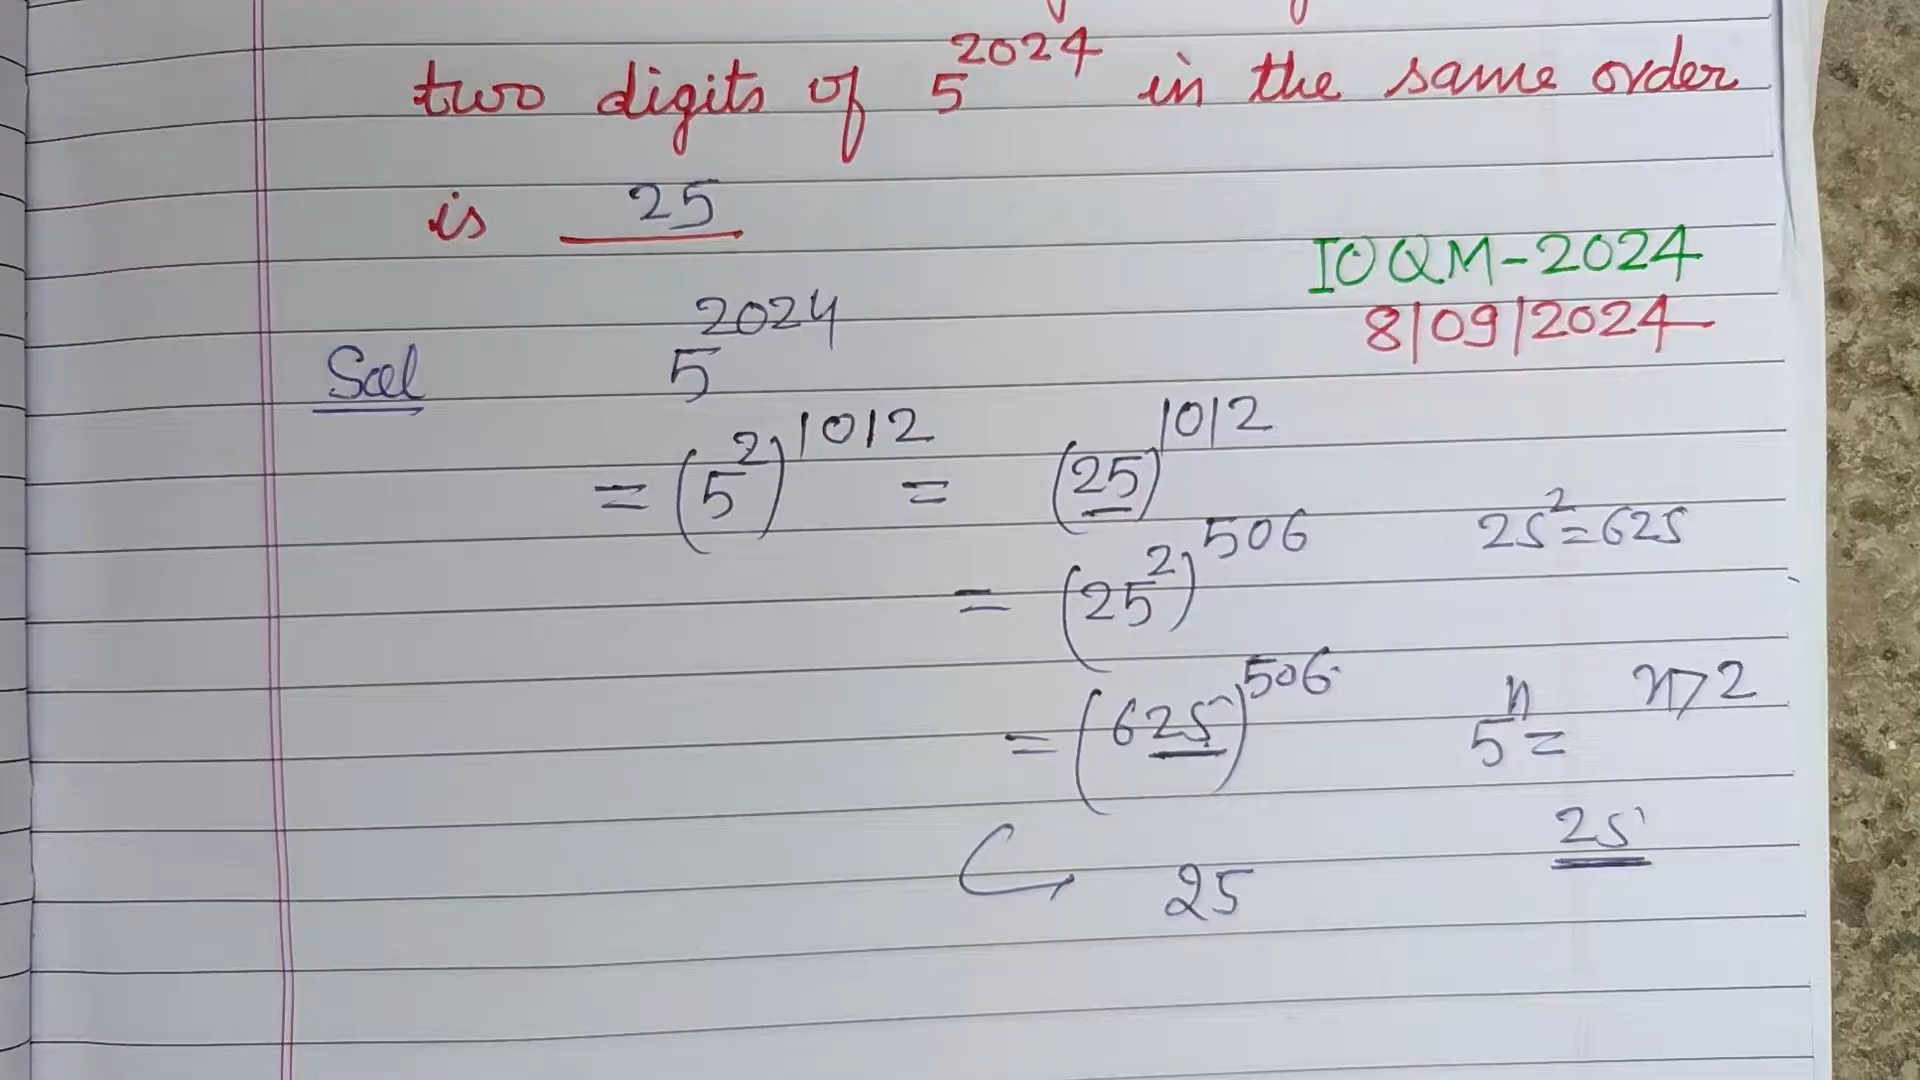 two digits of 5^2024 in the same order
is 25
IOQM-2024
8/09/2024
Sol 5^2024
= (5^2)^1012 = (25)^1012
= (25^2)^506 25^2=625
= (625)^506 5^n= n>2
25
25